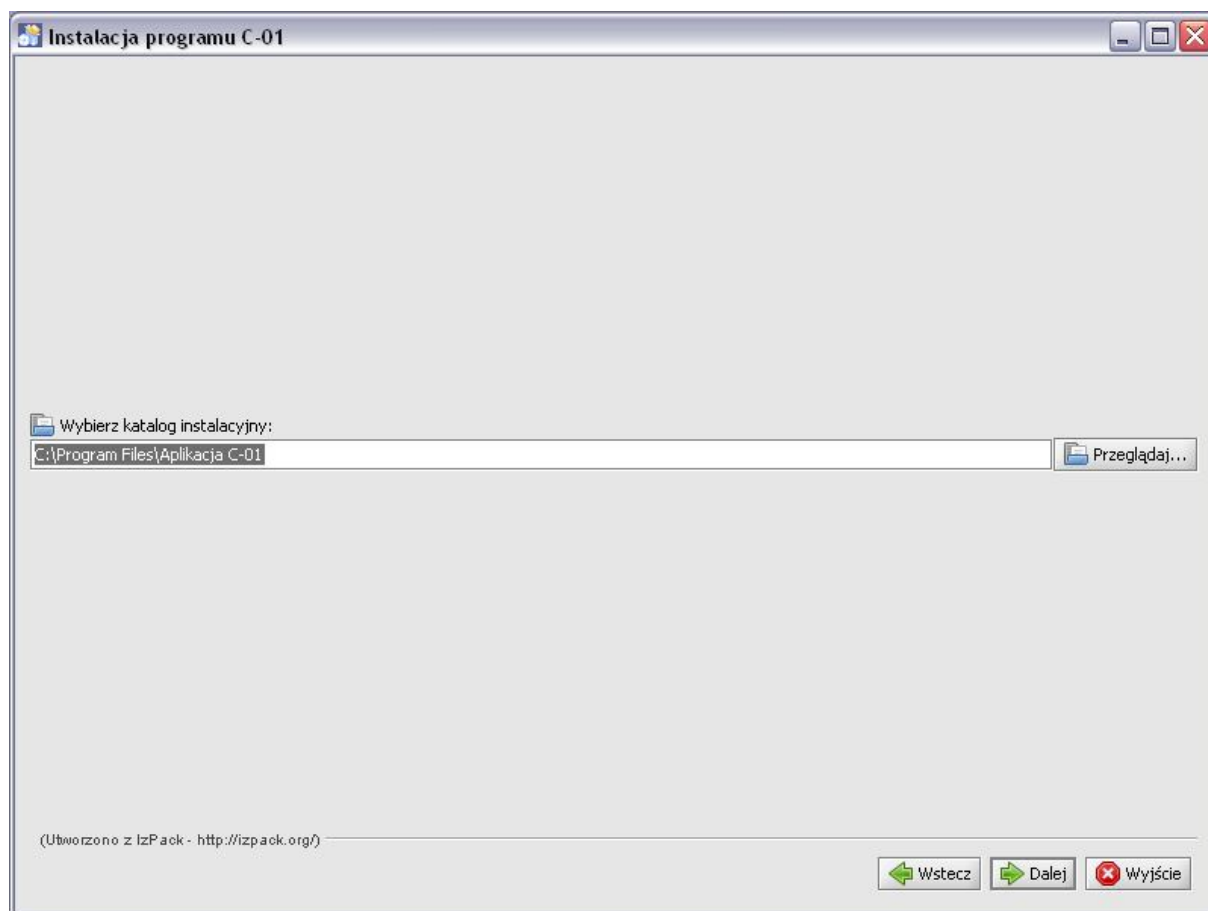 Instalacja programu C-01
Wybierz katalog instalacyjny:
C:\Program Files\Aplikacja C-01
Przeglądaj...
(Utworzono z IzPack - http://izpack.org/)
Wstecz Dalej Wyjście